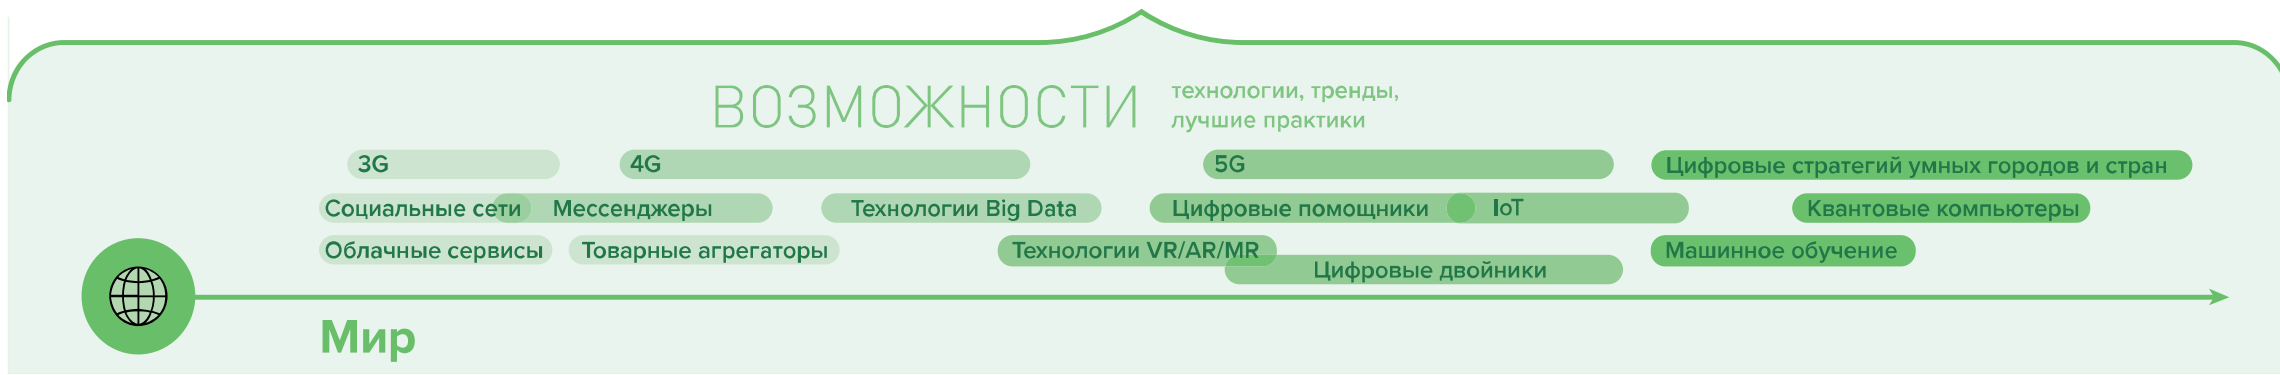 ВОЗМОЖНОСТИ
технологии, тренды,
лучшие практики
3G
4G
5G
Цифровые стратегий умных городов и стран
Социальные сети
Мессенджеры
Технологии Big Data
Цифровые помощники
IoT
Квантовые компьютеры
Облачные сервисы
Товарные агрегаторы
Технологии VR/AR/MR
Цифровые двойники
Машинное обучение
Мир